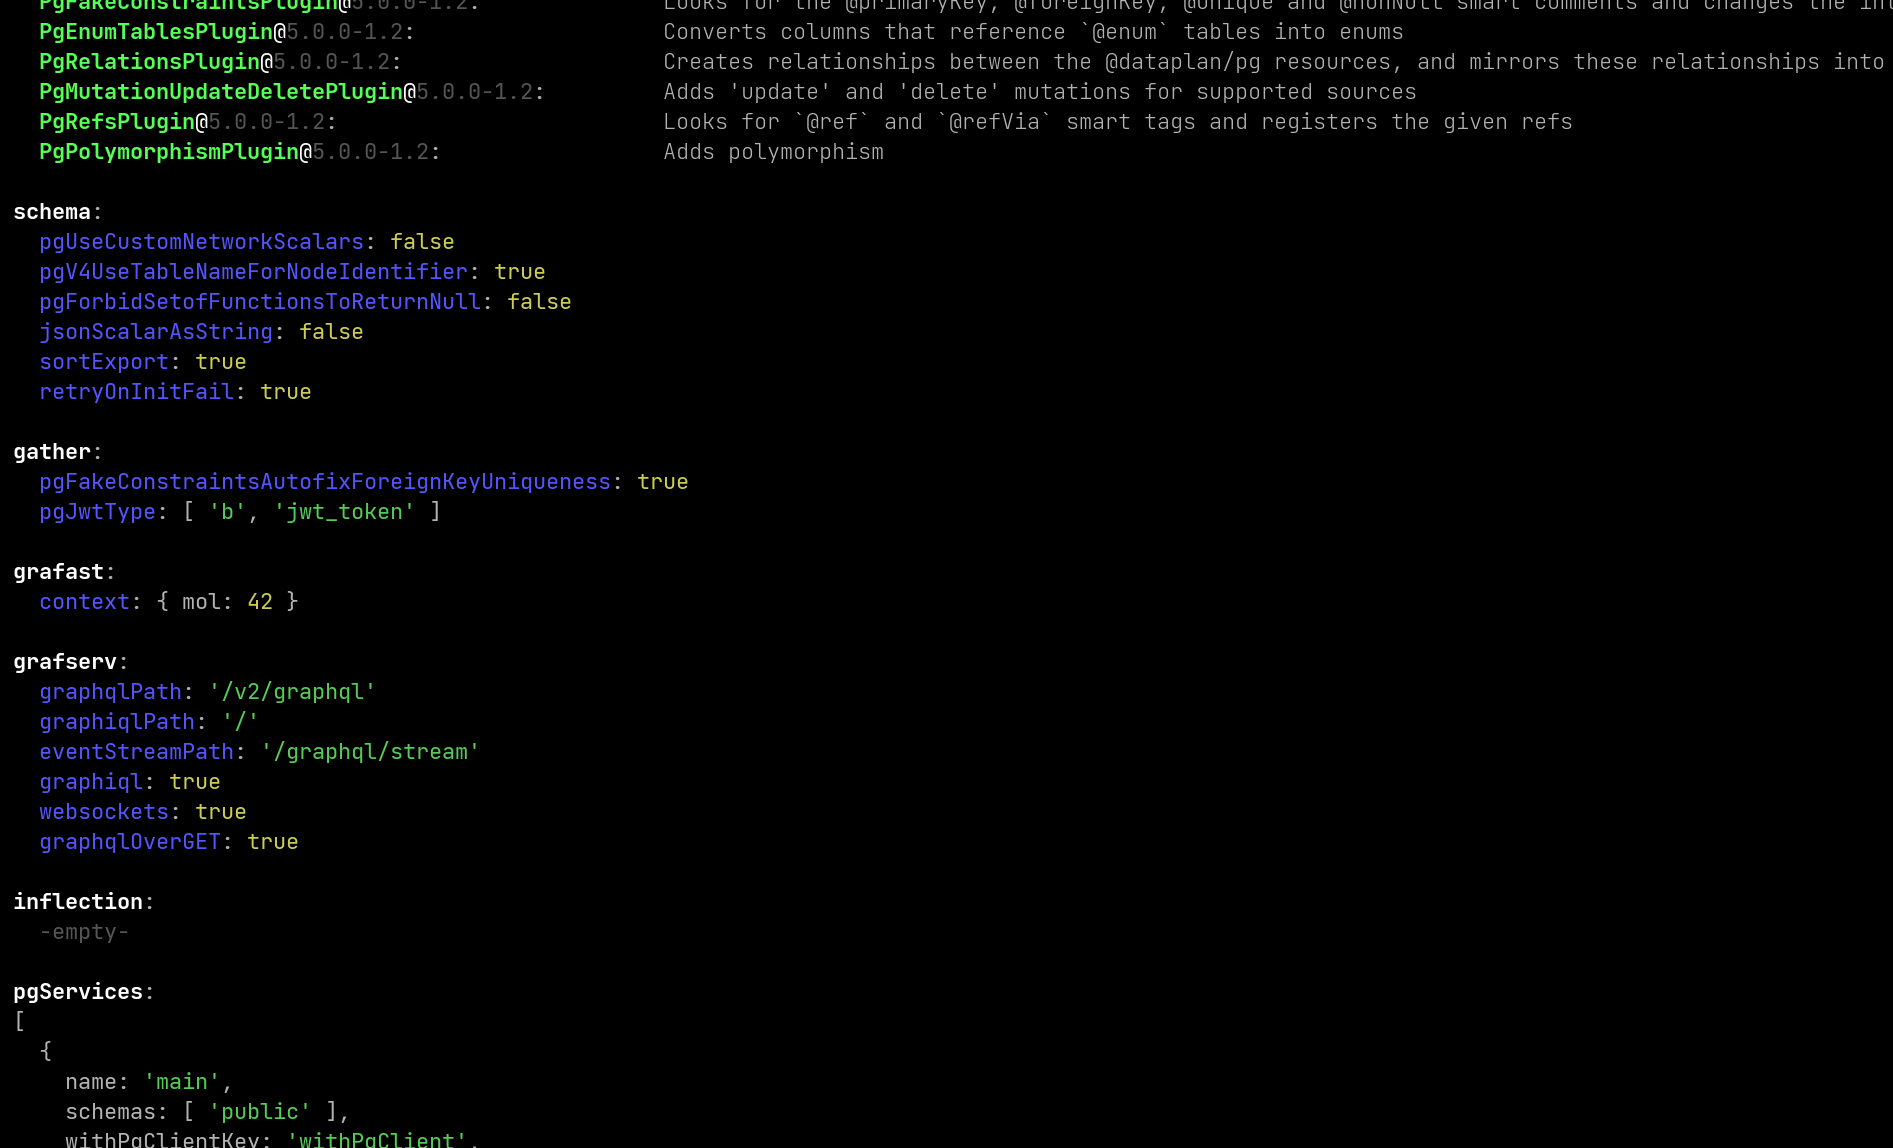 PgFakeConstraintsPlugin@5.0.0-1.2: Looks for the @primaryKey, @foreignKey, @unique and @nonNull smart comments and changes the
PgEnumTablesPlugin@5.0.0-1.2: Converts columns that reference `@enum` tables into enums
PgRelationsPlugin@5.0.0-1.2: Creates relationships between the @dataplan/pg resources, and mirrors these relationships into
PgMutationUpdateDeletePlugin@5.0.0-1.2: Adds 'update' and 'delete' mutations for supported sources
PgRefsPlugin@5.0.0-1.2: Looks for `@ref` and `@refVia` smart tags and registers the given refs
PgPolymorphismPlugin@5.0.0-1.2: Adds polymorphism
schema:
pgUseCustomNetworkScalars: false
pgV4UseTableNameForNodeIdentifier: true
pgForbidSetofFunctionsToReturnNull: false
jsonScalarAsString: false
sortExport: true
retryOnInitFail: true
gather:
pgFakeConstraintsAutofixForeignKeyUniqueness: true
pgJwtType: [ 'b', 'jwt_token' ]
grafast:
context: { mol: 42 }
grafserv:
graphqlPath: '/v2/graphql'
graphiqlPath: '/'
eventStreamPath: '/graphql/stream'
graphiql: true
websockets: true
graphqlOverGET: true
inflection:
-empty-
pgServices:
[
{
name: 'main',
schemas: [ 'public' ],
withPgClientKey: 'withPgClient',